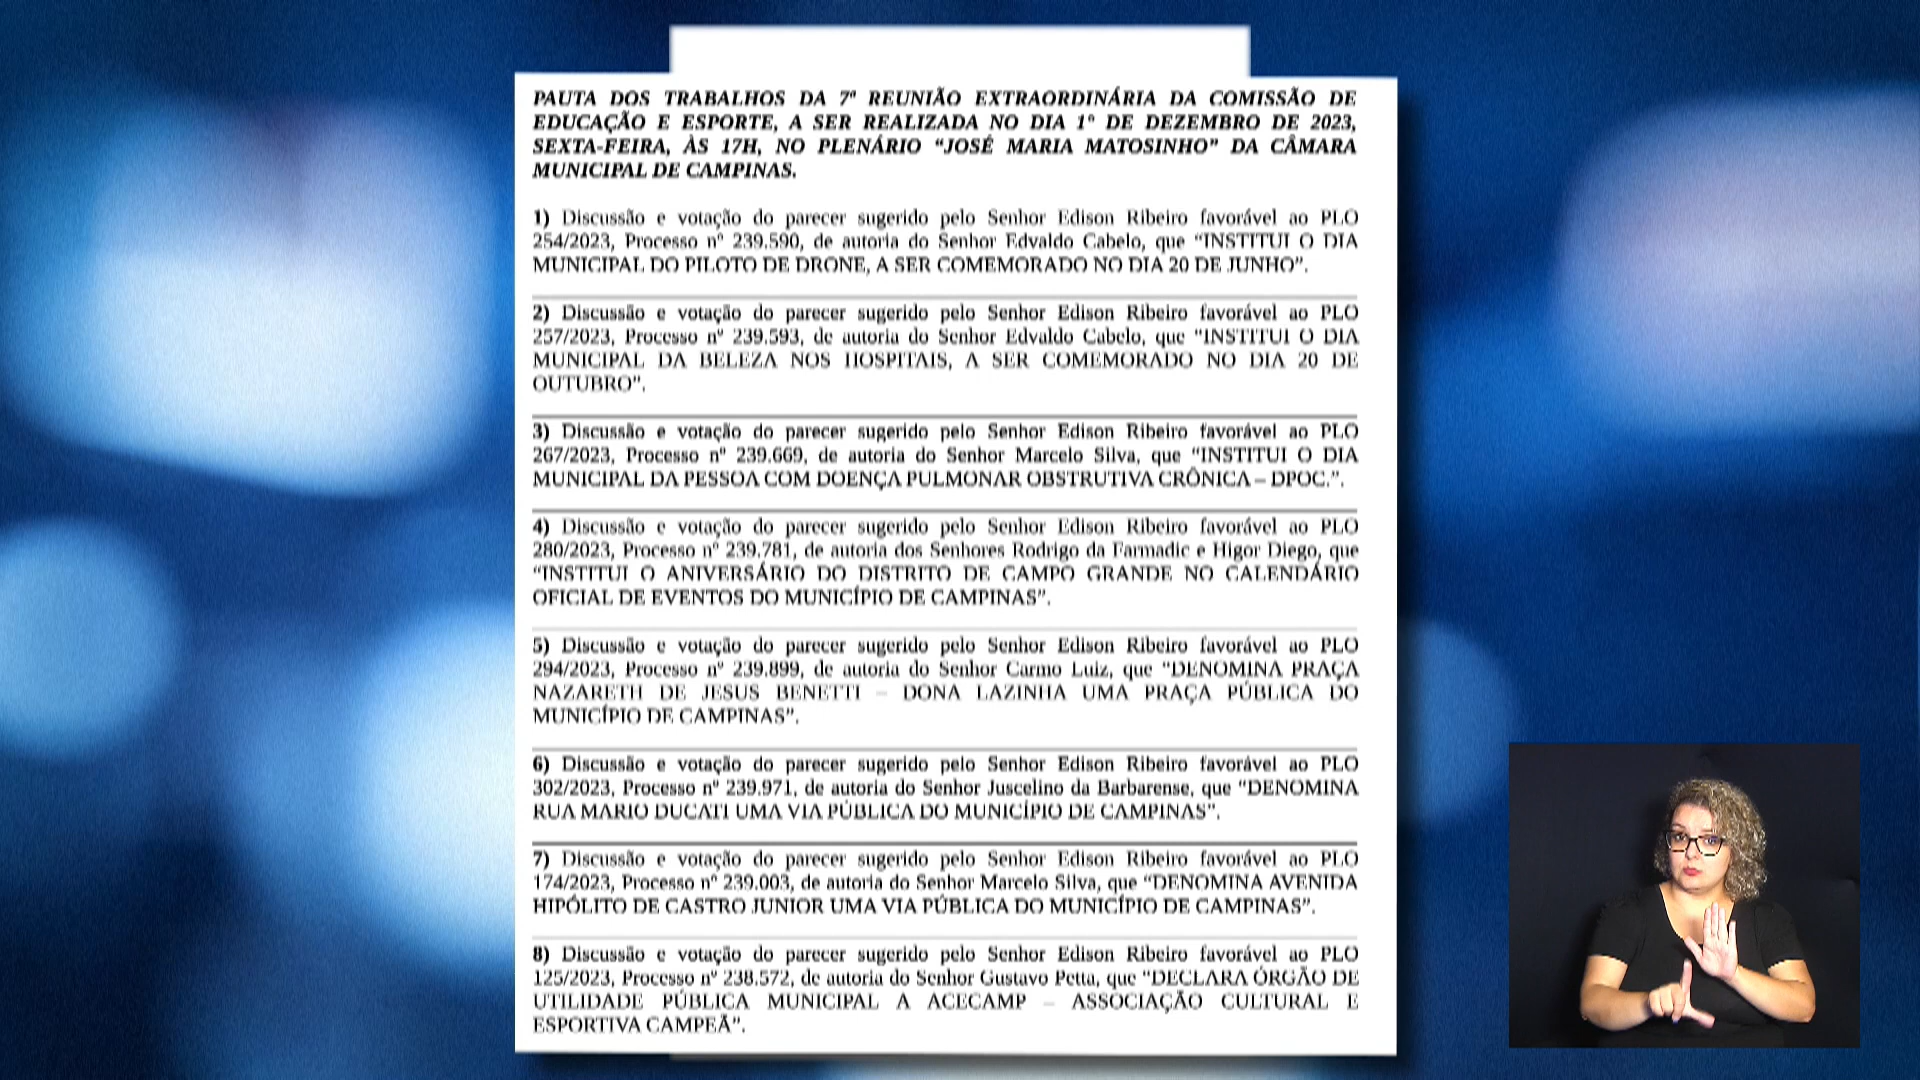 PAUTA DOS TRABALHOS DA 7ª REUNIÃO EXTRAORDINÁRIA DA COMISSÃO DE
EDUCAÇÃO E ESPORTE, A SER REALIZADA NO DIA 1º DE DEZEMBRO DE 2023,
SEXTA-FEIRA, ÀS 17H, NO PLENÁRIO “JOSÉ MARIA MATOSINHO” DA CÂMARA
MUNICIPAL DE CAMPINAS.
1) Discussão e votação do parecer sugerido pelo Senhor Edison Ribeiro favorável ao PLO
254/2023, Processo nº 239.590, de autoria do Senhor Edvaldo Cabelo, que “INSTITUI O DIA
MUNICIPAL DO PILOTO DE DRONE, A SER COMEMORADO NO DIA 20 DE JUNHO”.
2) Discussão e votação do parecer sugerido pelo Senhor Edison Ribeiro favorável ao PLO
257/2023, Processo nº 239.593, de autoria do Senhor Edvaldo Cabelo, que “INSTITUI O DIA
MUNICIPAL DA BELEZA NOS HOSPITAIS, A SER COMEMORADO NO DIA 20 DE
OUTUBRO”.
3) Discussão e votação do parecer sugerido pelo Senhor Edison Ribeiro favorável ao PLO
267/2023, Processo nº 239.669, de autoria do Senhor Marcelo Silva, que “INSTITUI O DIA
MUNICIPAL DA PESSOA COM DOENÇA PULMONAR OBSTRUTIVA CRÔNICA – DPOC.”.
4) Discussão e votação do parecer sugerido pelo Senhor Edison Ribeiro favorável ao PLO
280/2023, Processo nº 239.781, de autoria dos Senhores Rodrigo da Farmadic e Higor Diego, que
“INSTITUI O ANIVERSÁRIO DO DISTRITO DE CAMPO GRANDE NO CALENDÁRIO
OFICIAL DE EVENTOS DO MUNICÍPIO DE CAMPINAS”.
5) Discussão e votação do parecer sugerido pelo Senhor Edison Ribeiro favorável ao PLO
294/2023, Processo nº 239.899, de autoria do Senhor Carmo Luiz, que “DENOMINA PRAÇA
NAZARETH DE JESUS BENETTI – DONA LAZINHA UMA PRAÇA PÚBLICA DO
MUNICÍPIO DE CAMPINAS”.
6) Discussão e votação do parecer sugerido pelo Senhor Edison Ribeiro favorável ao PLO
302/2023, Processo nº 239.971, de autoria do Senhor Juscelino da Barbarense, que “DENOMINA
RUA MARIO DUCATI UMA VIA PÚBLICA DO MUNICÍPIO DE CAMPINAS”.
7) Discussão e votação do parecer sugerido pelo Senhor Edison Ribeiro favorável ao PLO
174/2023, Processo nº 239.003, de autoria do Senhor Marcelo Silva, que “DENOMINA AVENIDA
HIPÓLITO DE CASTRO JUNIOR UMA VIA PÚBLICA DO MUNICÍPIO DE CAMPINAS”.
8) Discussão e votação do parecer sugerido pelo Senhor Edison Ribeiro favorável ao PLO
125/2023, Processo nº 238.572, de autoria do Senhor Gustavo Petta, que “DECLARA ÓRGÃO DE
UTILIDADE PÚBLICA MUNICIPAL A ACECAMP – ASSOCIAÇÃO CULTURAL E
ESPORTIVA CAMPEÃ”.